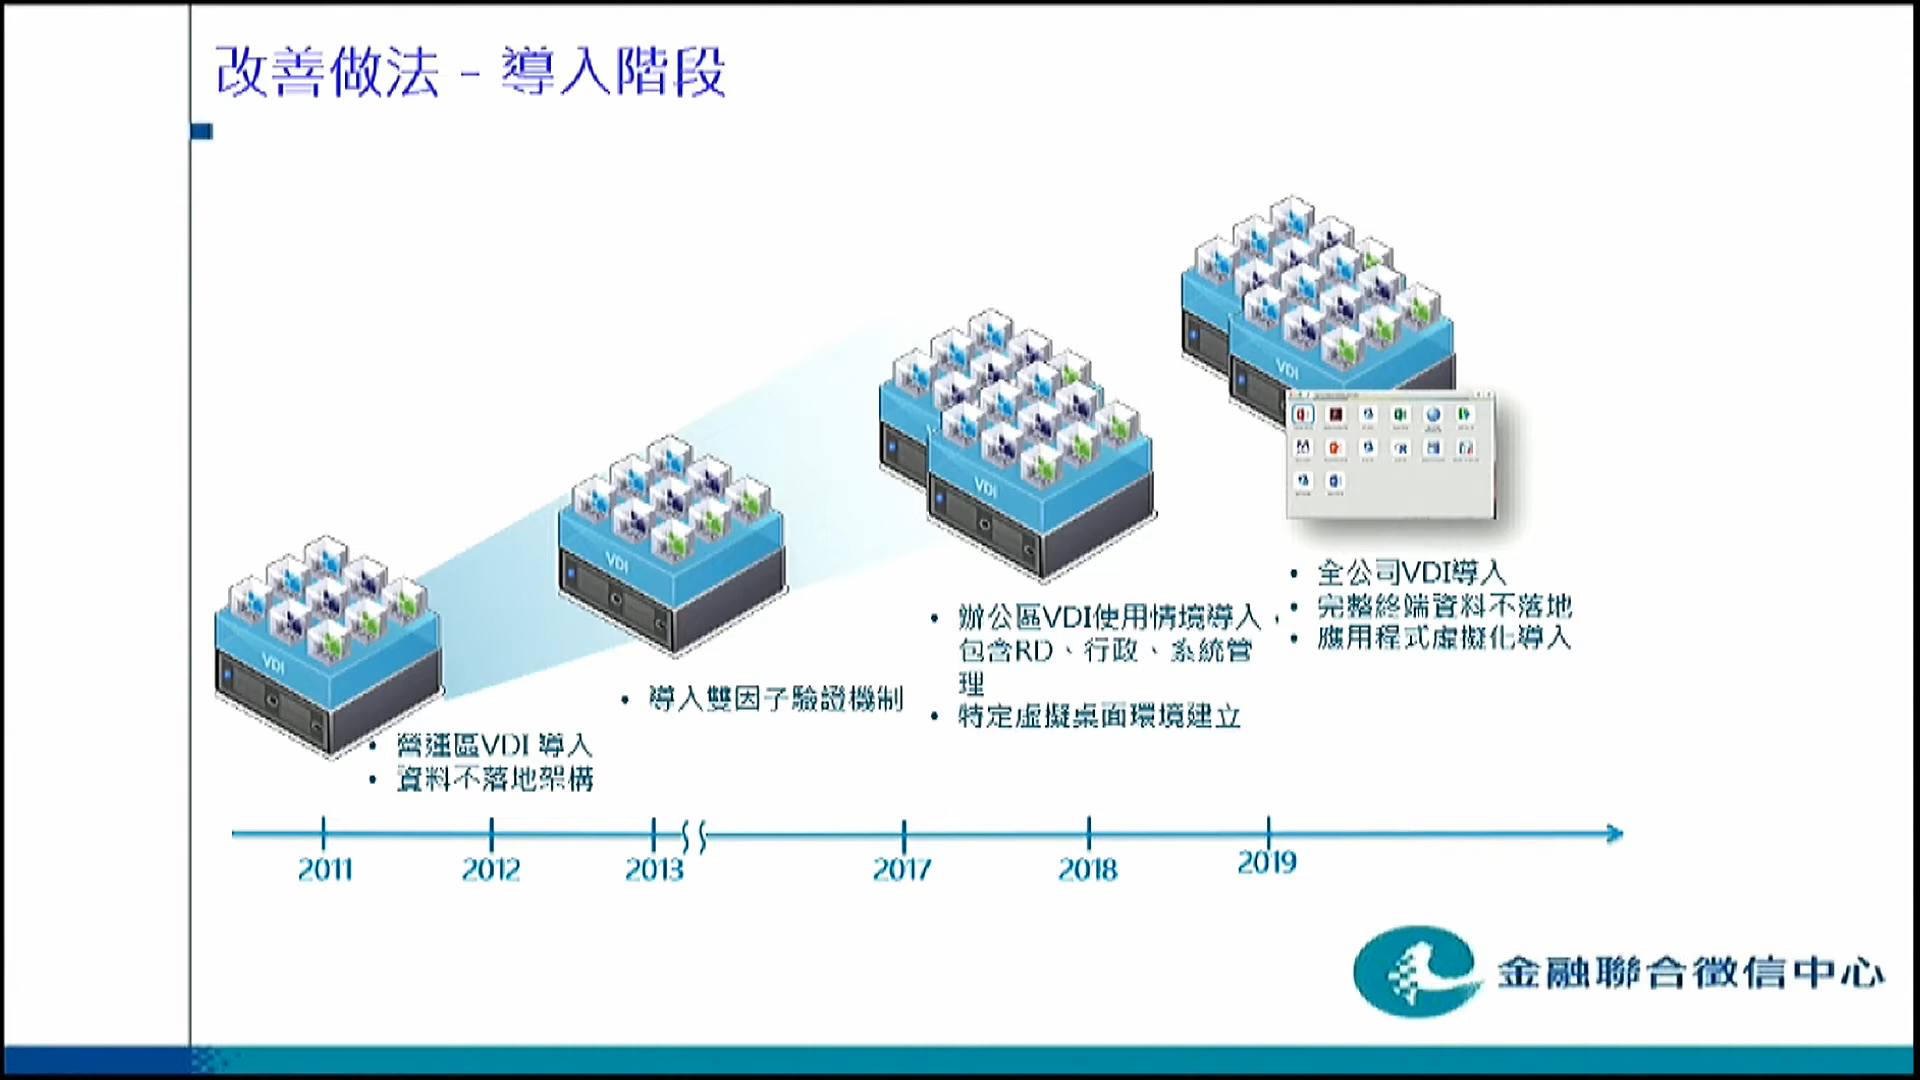 改善做法 - 導入階段
VDI
VDI
VDI
VDI
營運區VDI 導入
資料不落地架構
導入雙因子驗證機制
辦公區VDI使用情境導入，
包含RD、行政、系統管
理
特定虛擬桌面環境建立
全公司VDI導入
完整終端資料不落地
應用程式虛擬化導入
2011
2012
2013
2017
2018
2019
金融聯合徵信中心